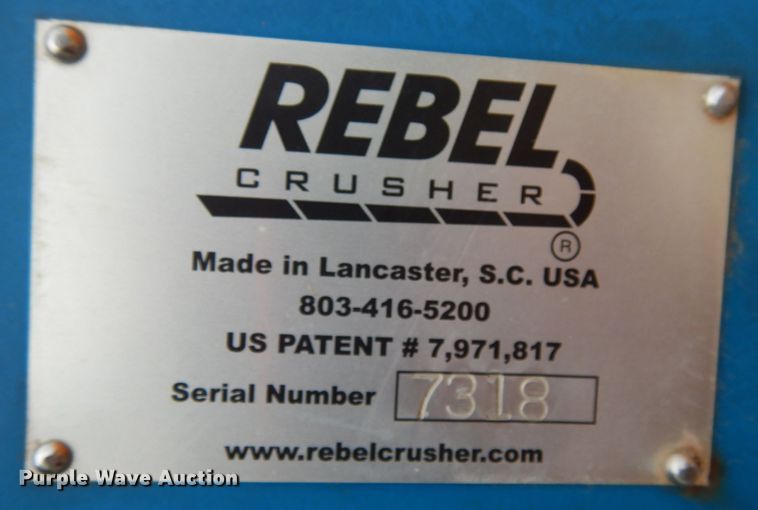 REBEL
CRUSHER
®
Made in Lancaster, S.C. USA
803-416-5200
US PATENT # 7,971,817
Serial Number 7318
www.rebelcrusher.com
Purple Wave Auction